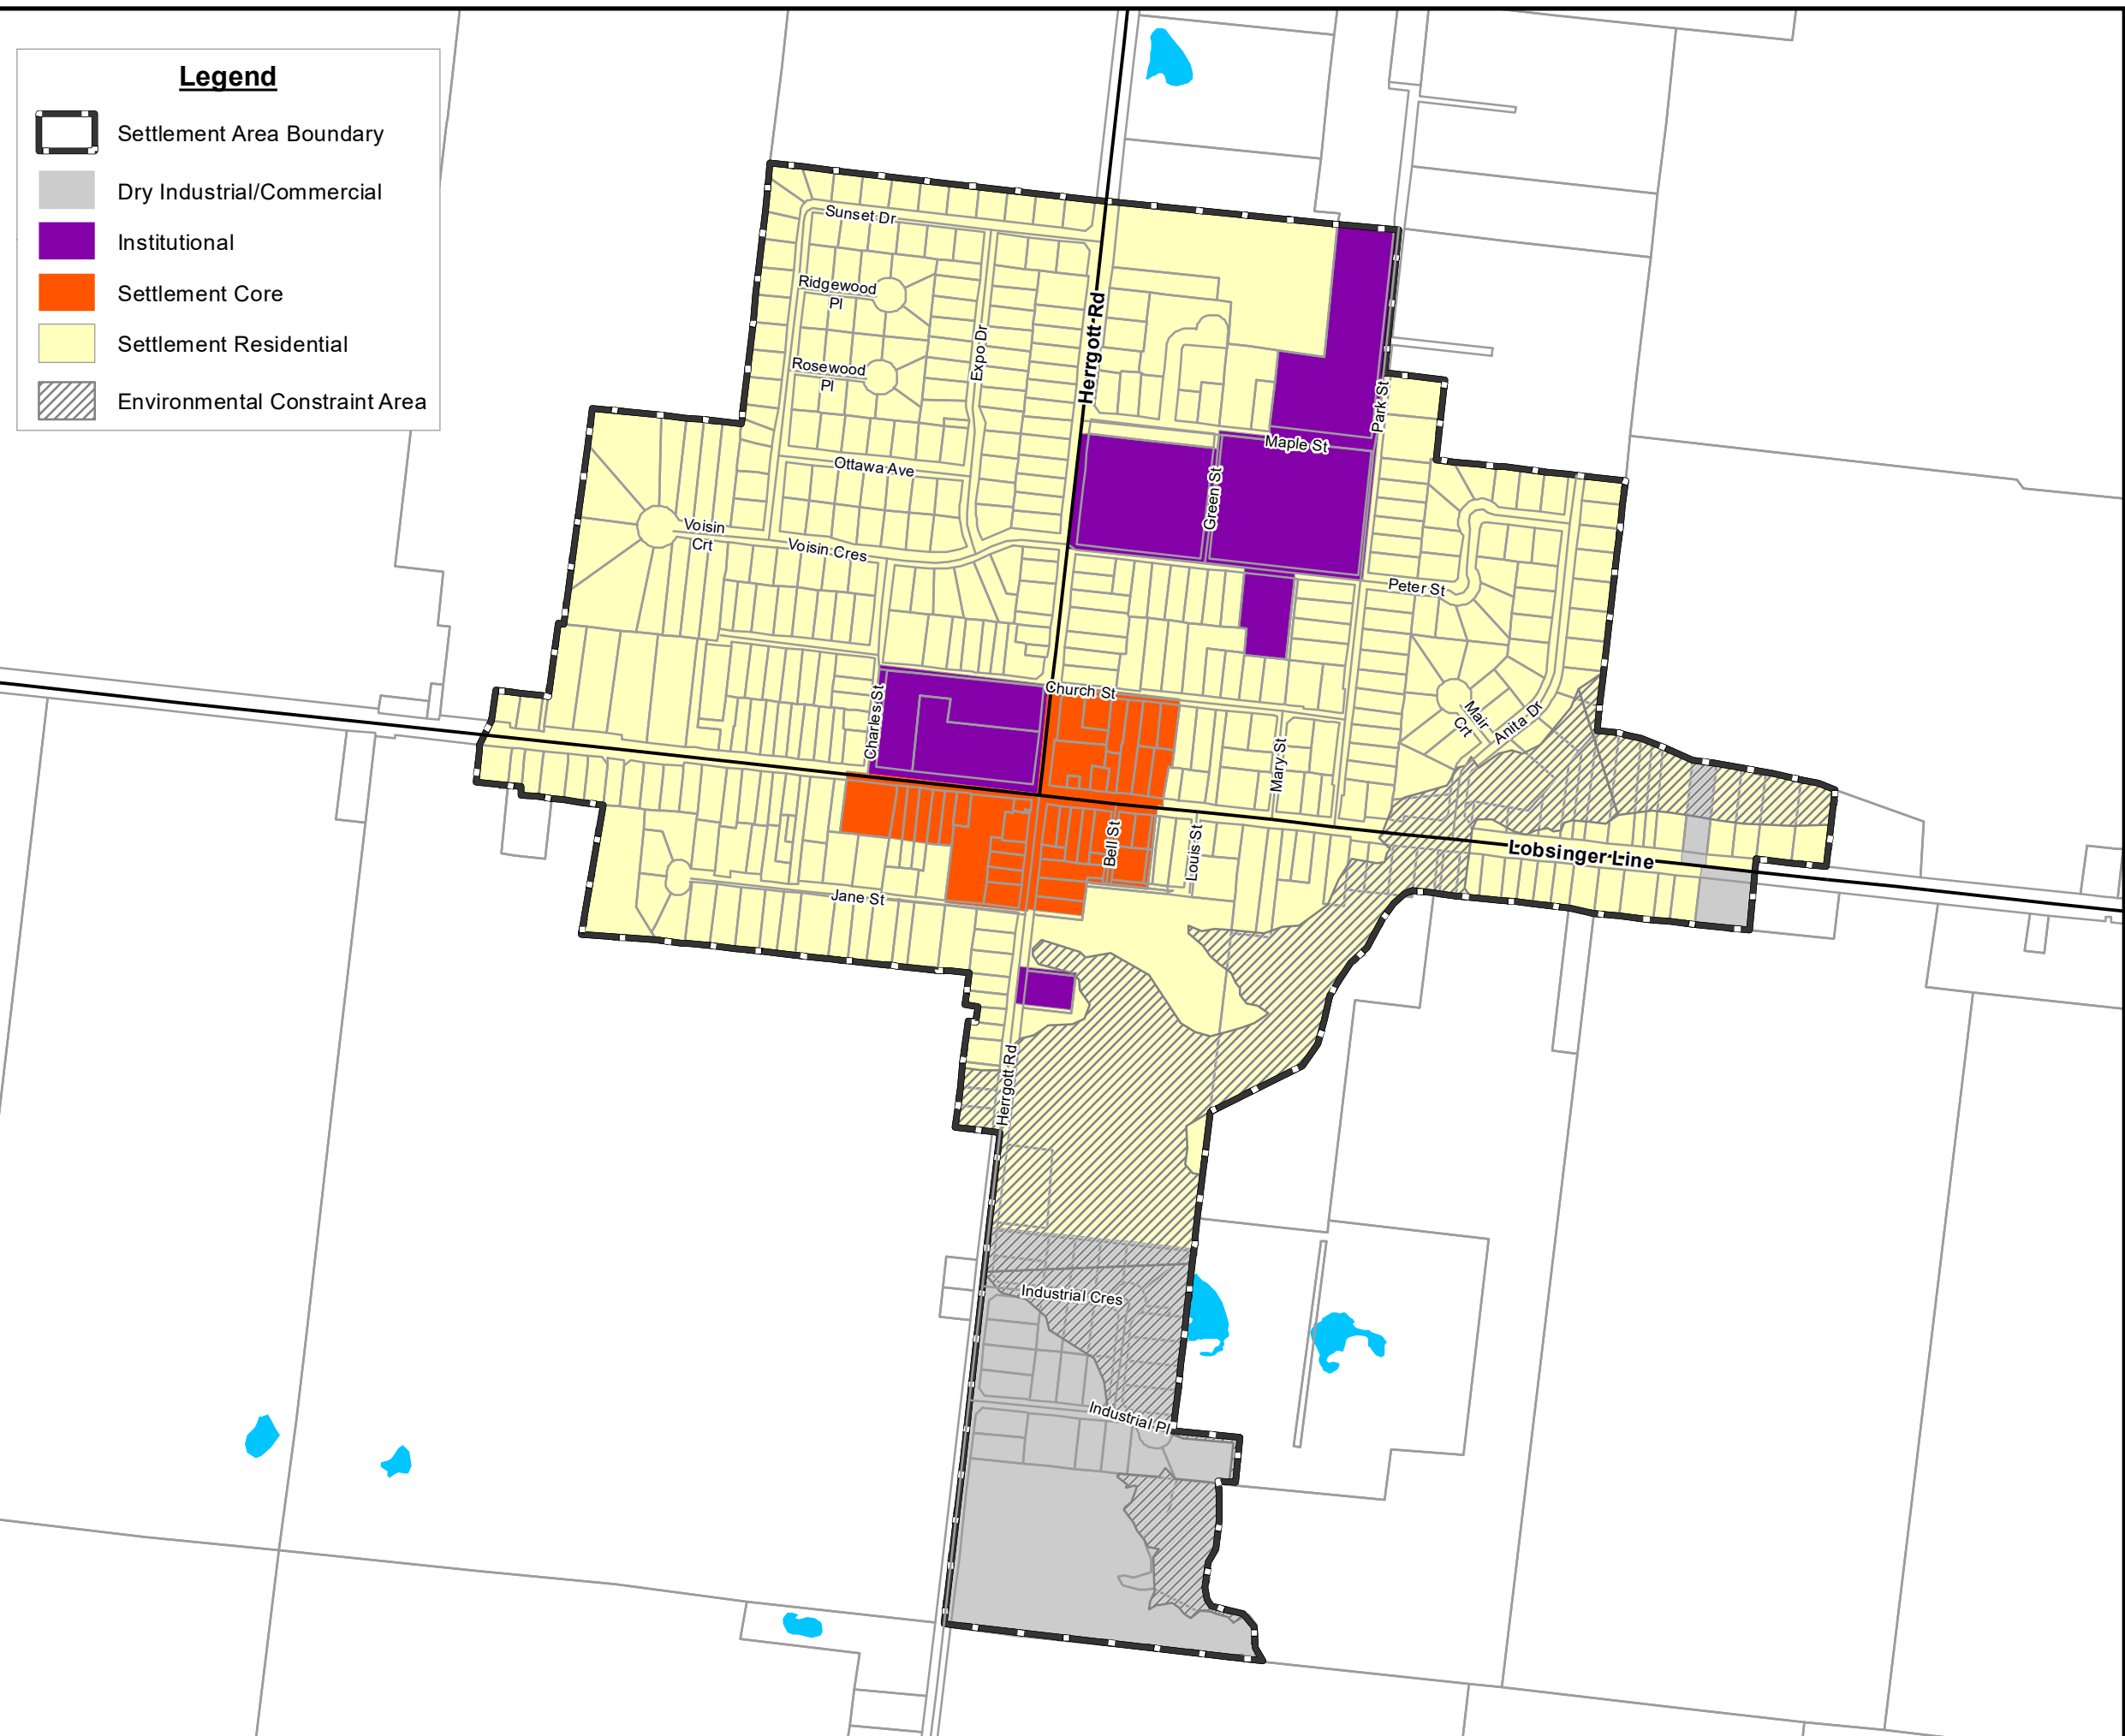 Legend
Settlement Area Boundary
Dry Industrial/Commercial
Institutional
Settlement Core
Settlement Residential
Environmental Constraint Area
Sunset Dr
Ridgewood
Pl
Herrgott Rd
Expo Dr
Rosewood
Pl
Park St
Maple St
Ottawa Ave
Green St
Voisin
Crt
Voisin Cres
Peter St
Church St
Charles St
Mair
Crt
Anita Dr
Mary St
Bell St
Louis St
Lobsinger Line
Jane St
Herrgott Rd
Industrial Cres
Industrial Pl